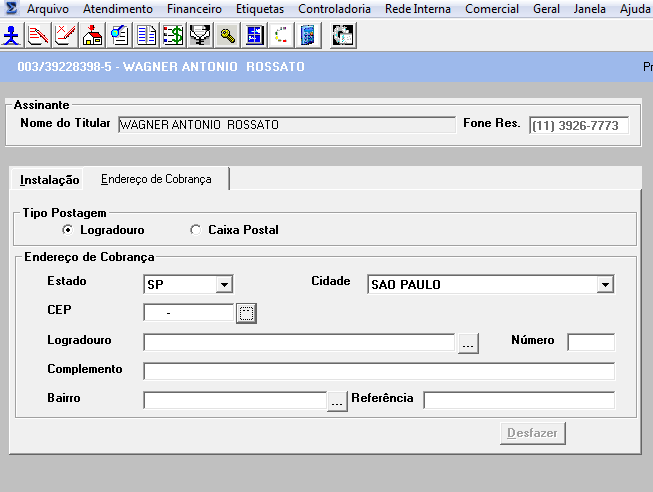 Arquivo Atendimento Financeiro Etiquetas Controladoria Rede Interna Comercial Geral Janela Ajuda
003/39228398-5 - WAGNER ANTONIO ROSSATO Pr
Assinante
Nome do Titular WAGNER ANTONIO ROSSATO Fone Res. (11) 3926-7773
Instalação Endereço de Cobrança
Tipo Postagem
Logradouro Caixa Postal
Endereço de Cobrança
Estado SP Cidade SAO PAULO
CEP -
Logradouro ... Número
Complemento
Bairro ... Referência
Desfazer